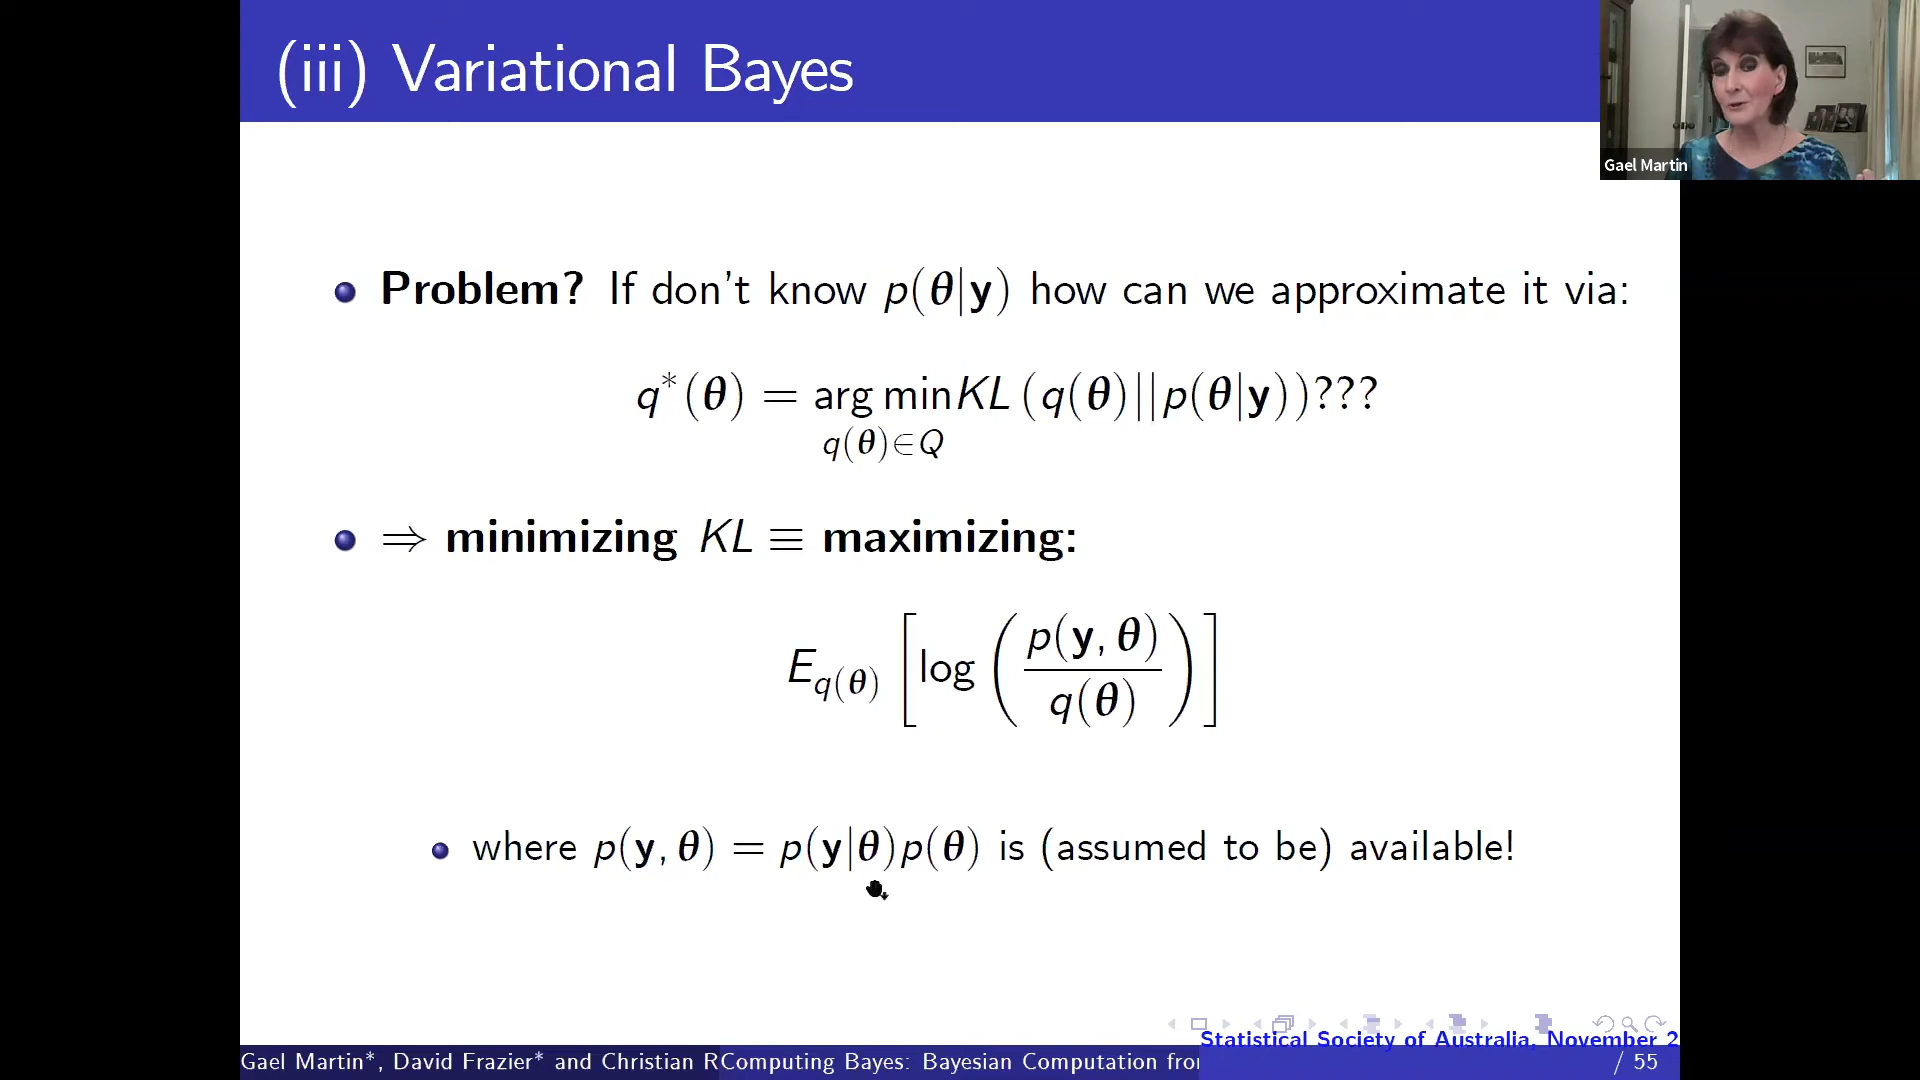 (iii) Variational Bayes
Gael Martin
• Problem? If don't know p(θ|y) how can we approximate it via:
q*(θ) = arg min KL (q(θ)||p(θ|y))???
q(θ)∈Q
• ⇒ minimizing KL ≡ maximizing:
E_{q(θ)} [log (p(y, θ) / q(θ))]
• where p(y, θ) = p(y|θ)p(θ) is (assumed to be) available!
Statistical Society of Australia, November 2
Gael Martin*, David Frazier* and Christian R Computing Bayes: Bayesian Computation fro / 55